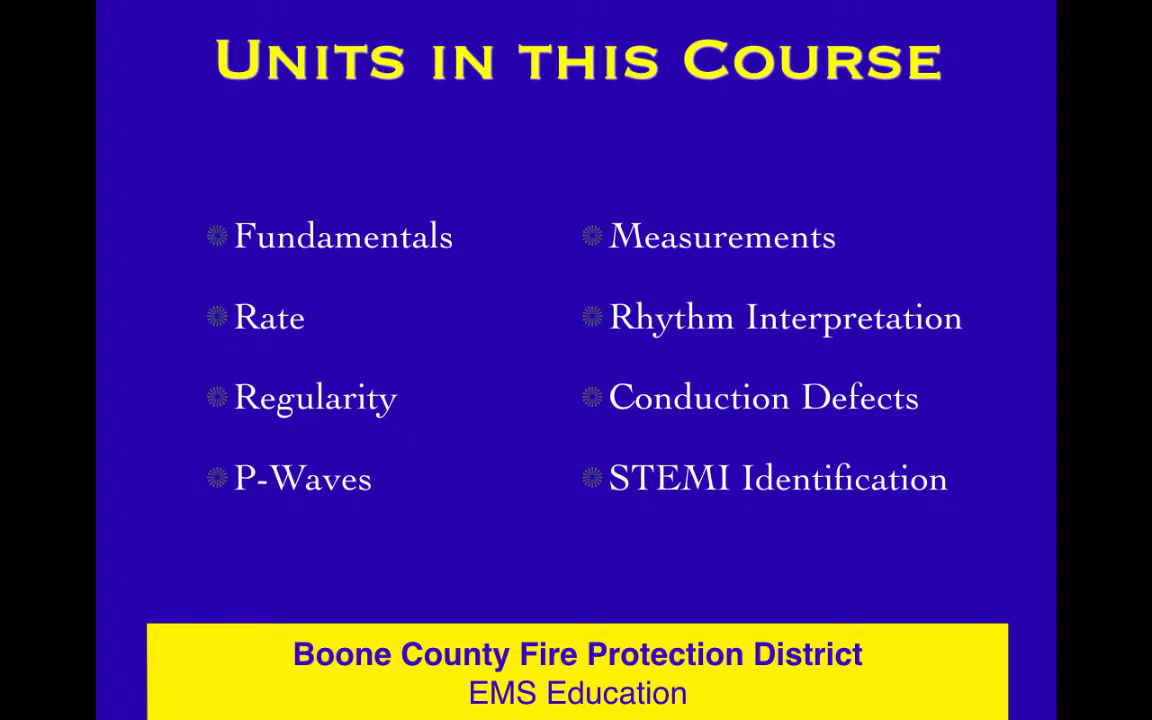 Units in this Course
Fundamentals
Rate
Regularity
P-Waves
Measurements
Rhythm Interpretation
Conduction Defects
STEMI Identification
Boone County Fire Protection District
EMS Education